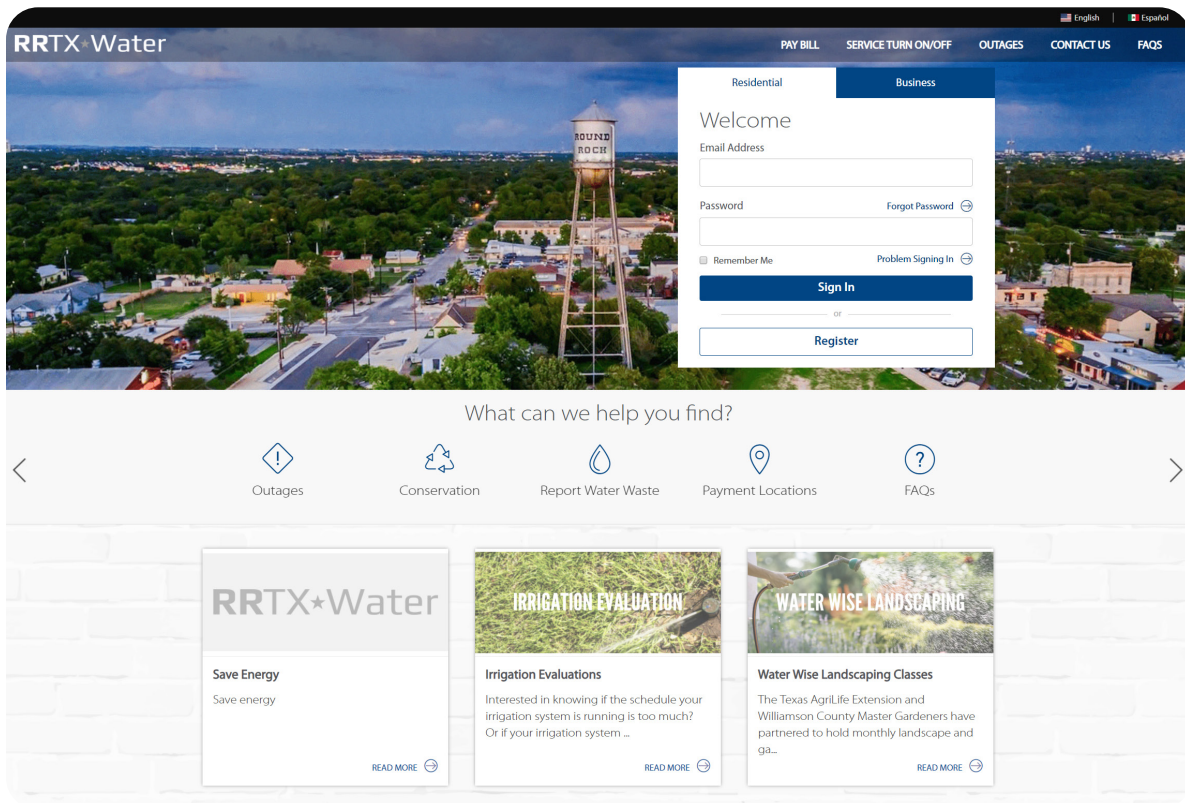 English | Español
RRTX★Water
PAY BILL SERVICE TURN ON/OFF OUTAGES CONTACT US FAQS
Residential Business
ROUND
ROCK
Welcome
Email Address
Password Forgot Password
Remember Me Problem Signing In
Sign In
or
Register
What can we help you find?
Outages Conservation Report Water Waste Payment Locations FAQs
RRTX★Water
Save Energy
Save energy
READ MORE
IRRIGATION EVALUATION
Irrigation Evaluations
Interested in knowing if the schedule your
irrigation system is running is too much?
Or if your irrigation system ...
READ MORE
WATER WISE LANDSCAPING
Water Wise Landscaping Classes
The Texas AgriLife Extension and
Williamson County Master Gardeners have
partnered to hold monthly landscape and
ga...
READ MORE